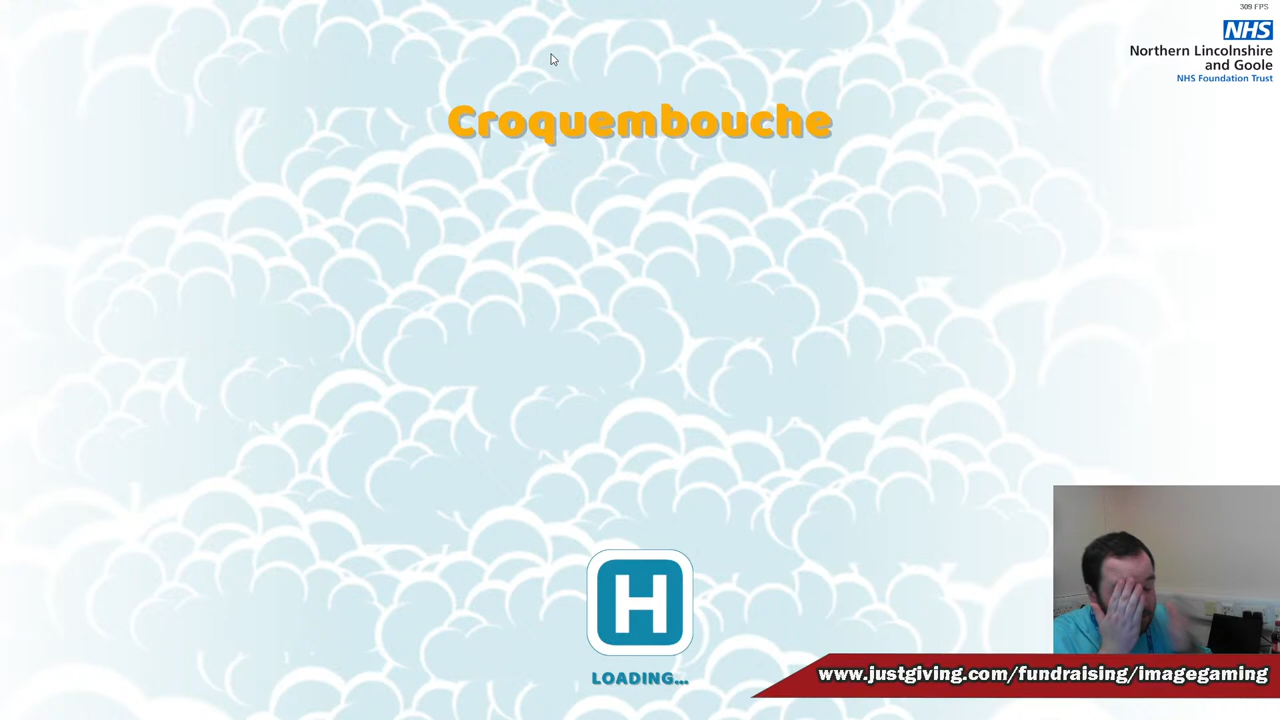 309 FPS
NHS
Northern Lincolnshire
and Goole
NHS Foundation Trust
Croquembouche
H
LOADING...
www.justgiving.com/fundraising/imagegaming